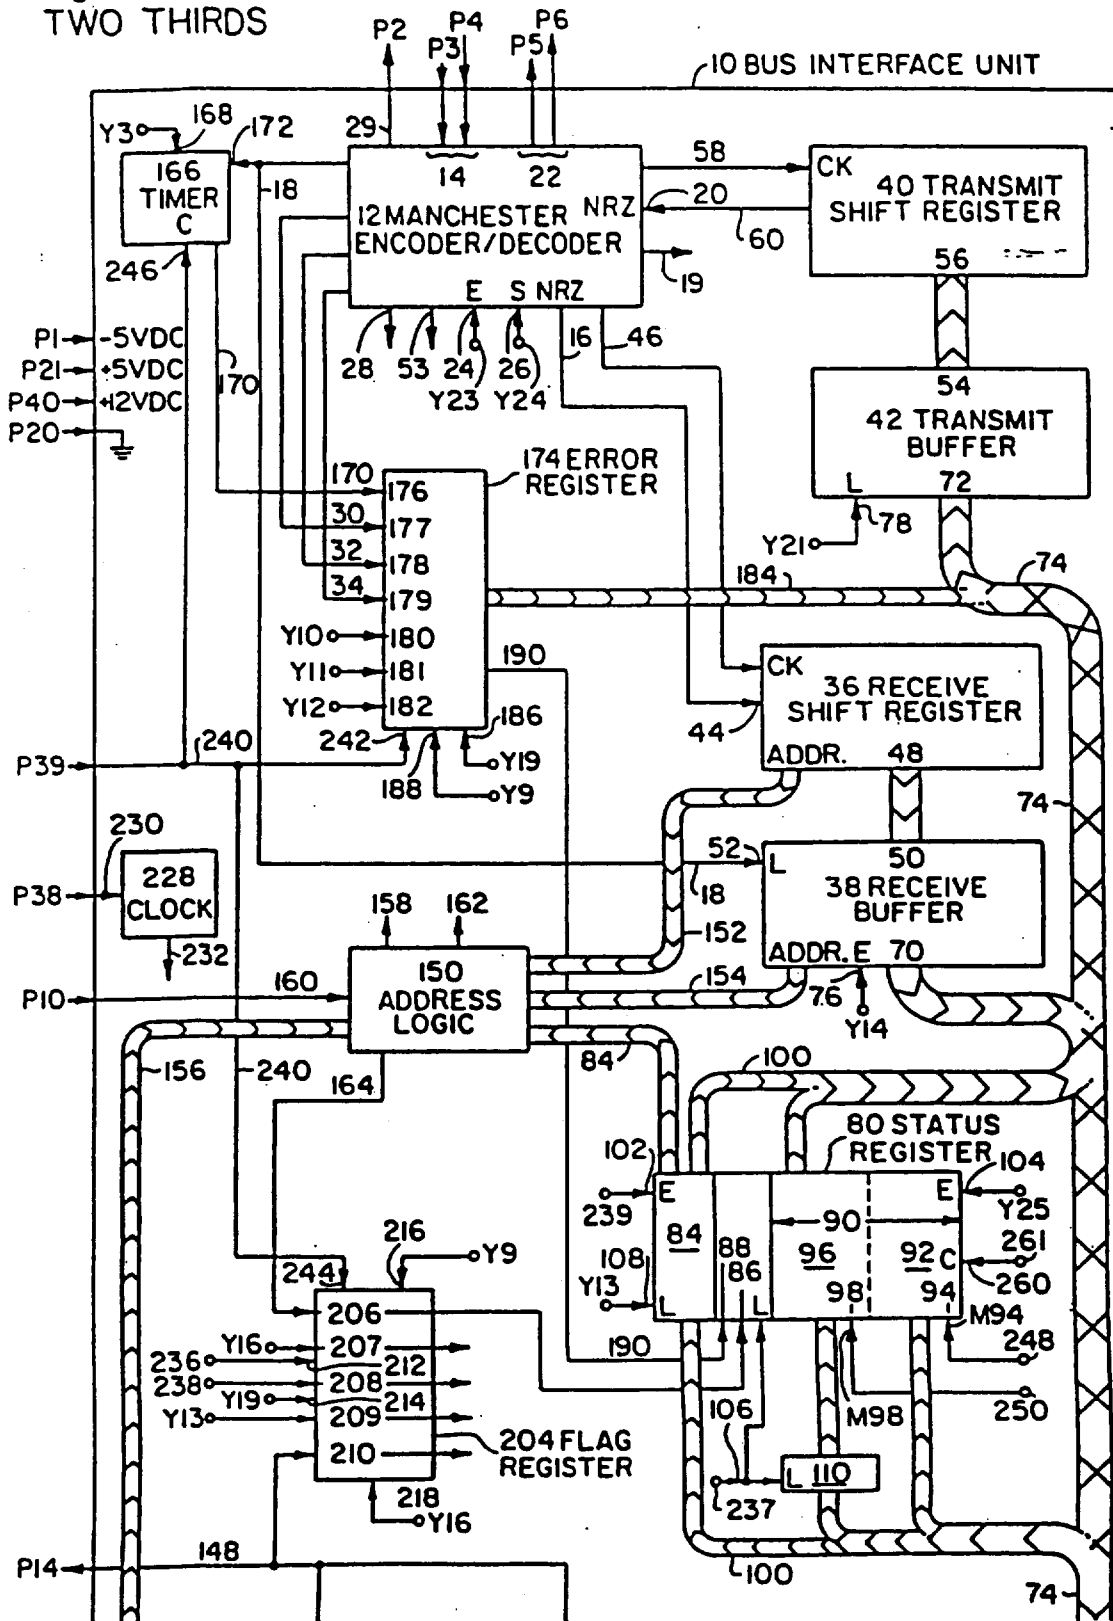 TWO THIRDS
P2
P3
P4
P5
P6
10 BUS INTERFACE UNIT
Y3
168
172
29
166
TIMER
C
18
14
22
12 MANCHESTER
ENCODER/DECODER
NRZ
E
S
NRZ
58
20
60
19
CK
40 TRANSMIT
SHIFT REGISTER
56
246
P1
-5VDC
P21
+5VDC
P40
+12VDC
P20
170
28
53
24
26
Y23
Y24
16
46
54
42 TRANSMIT
BUFFER
L
72
78
Y21
174 ERROR
REGISTER
170
176
30
177
32
178
34
179
Y10
180
Y11
181
Y12
182
184
74
190
CK
36 RECEIVE
SHIFT REGISTER
44
ADDR.
48
P39
240
242
186
188
Y19
Y9
74
230
P38
228
CLOCK
232
52
L
50
18
38 RECEIVE
BUFFER
158
162
152
ADDR.
E
70
P10
160
150
ADDRESS
LOGIC
154
76
Y14
156
240
164
84
100
80 STATUS
REGISTER
102
239
E
84
88
86
90
96
92
E
104
Y25
C
261
260
108
Y13
L
L
98
94
M94
248
190
M98
250
216
Y9
244
206
Y16
207
236
212
238
208
Y19
214
Y13
209
210
204 FLAG
REGISTER
218
Y16
106
237
L
110
P14
148
100
74